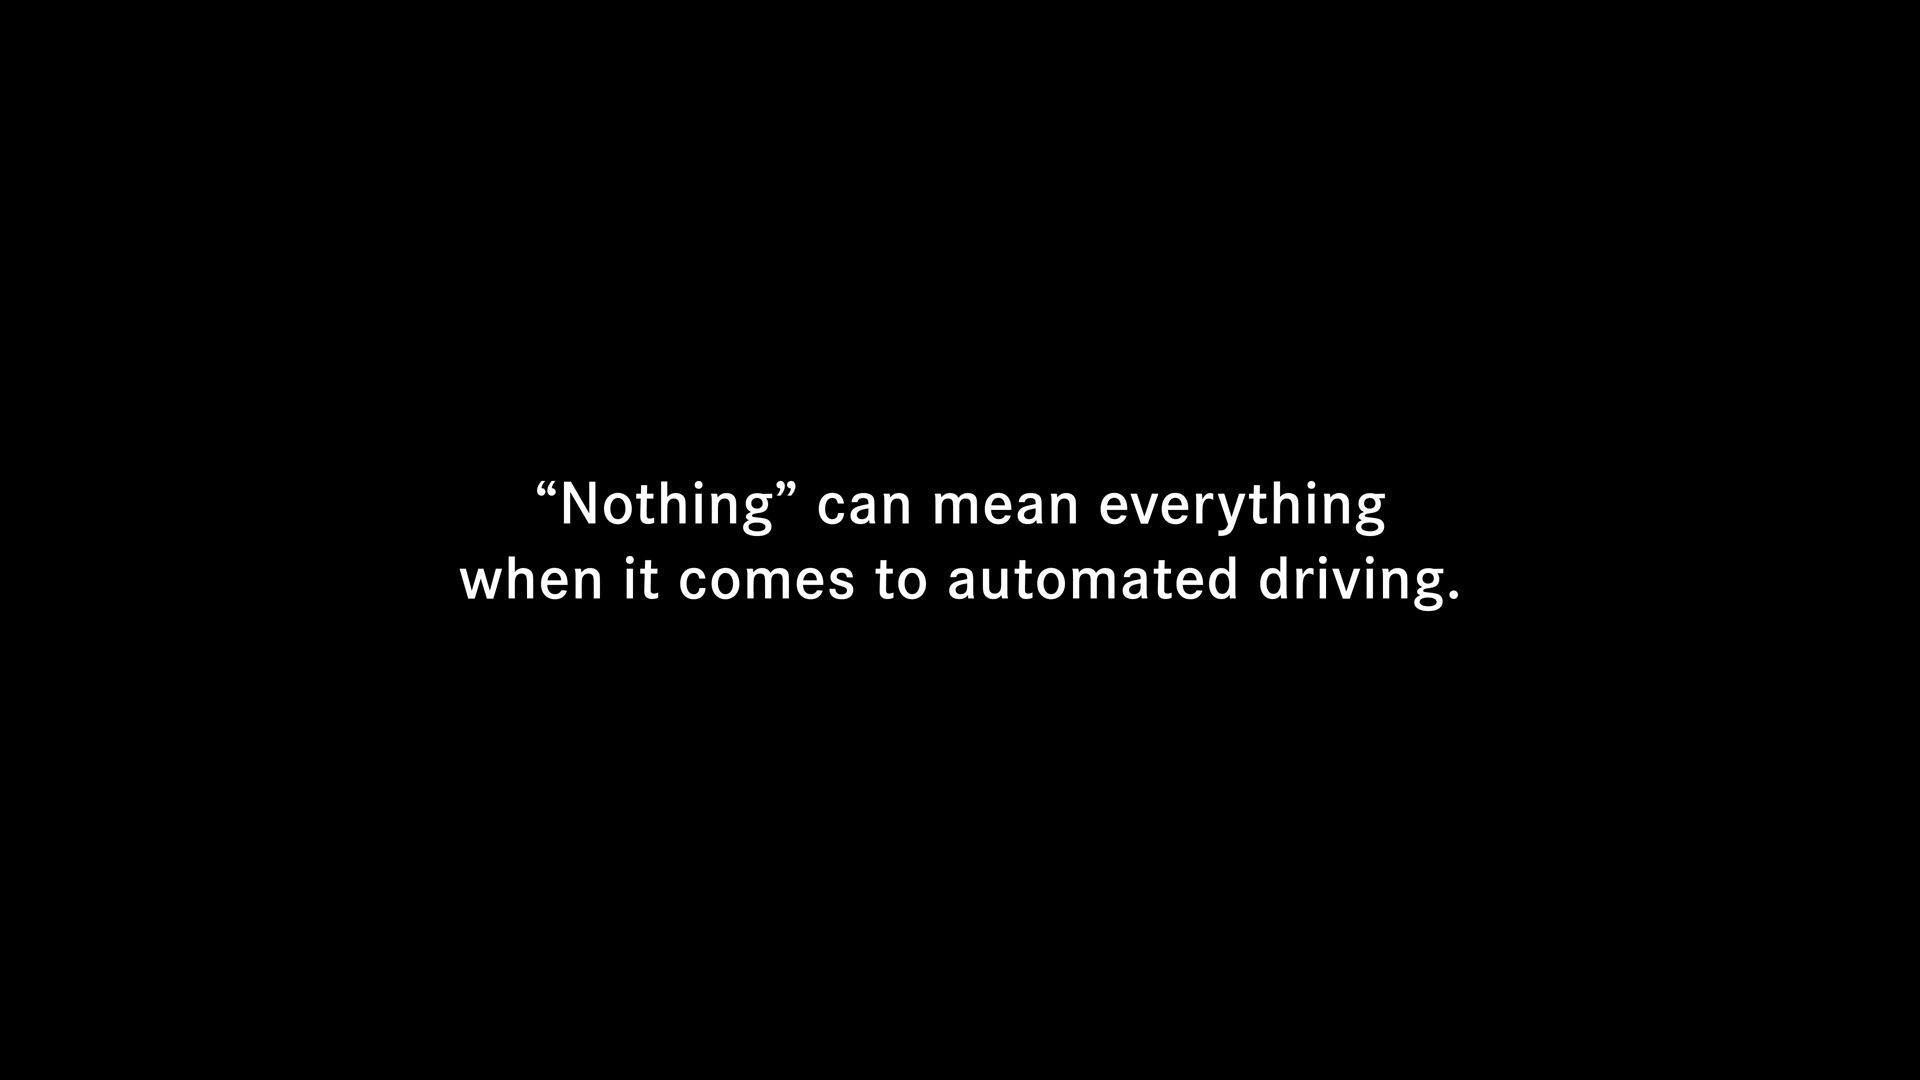 “Nothing” can mean everything
when it comes to automated driving.